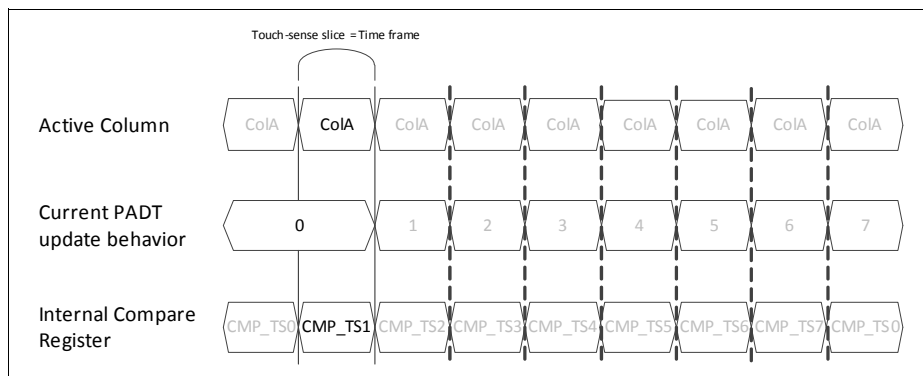 Touch-sense slice = Time frame
Active Column ColA ColA ColA ColA ColA ColA ColA ColA ColA
Current PADT
update behavior
0 1 2 3 4 5 6 7
Internal Compare
Register
CMP_TS0 CMP_TS1 CMP_TS2 CMP_TS3 CMP_TS4 CMP_TS5 CMP_TS6 CMP_TS7 CMP_TS0